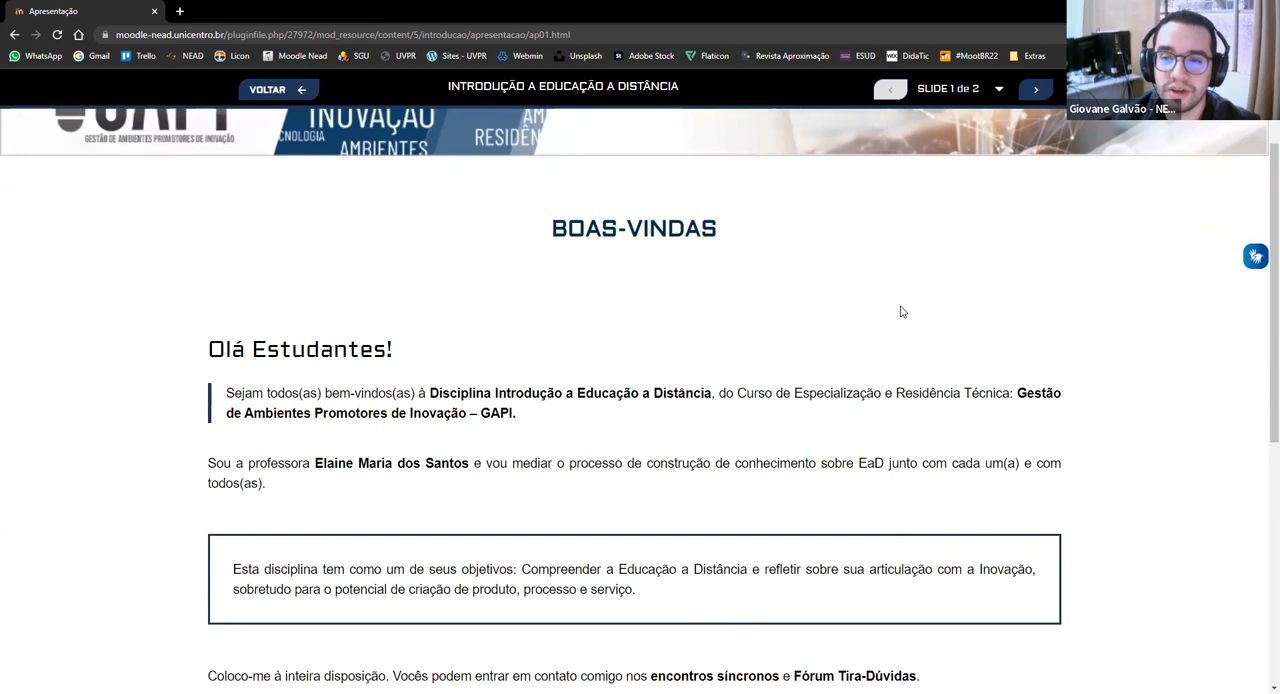 Apresentação
moodle-nead.unicentro.br/pluginfile.php/27972/mod_resource/content/5/introducao/apresentacao/ap01.html
WhatsApp Gmail Trello NEAD Licon Moodle Nead SGU UVPR Sites - UVPR Webmin Unsplash Adobe Stock Flaticon Revista Aproximação ESUD DidaTic #MootBR22 Extras
VOLTAR
INTRODUÇÃO A EDUCAÇÃO A DISTÂNCIA
SLIDE 1 de 2
Giovane Galvão - NE...
GAPI
GESTÃO DE AMBIENTES PROMOTORES DE INOVAÇÃO
INOVAÇÃO
CNOLOGIA
AMBIENTES
AM
RESIDÊN
BOAS-VINDAS
Olá Estudantes!
Sejam todos(as) bem-vindos(as) à Disciplina Introdução a Educação a Distância, do Curso de Especialização e Residência Técnica: Gestão
de Ambientes Promotores de Inovação – GAPI.
Sou a professora Elaine Maria dos Santos e vou mediar o processo de construção de conhecimento sobre EaD junto com cada um(a) e com
todos(as).
Esta disciplina tem como um de seus objetivos: Compreender a Educação a Distância e refletir sobre sua articulação com a Inovação,
sobretudo para o potencial de criação de produto, processo e serviço.
Coloco-me à inteira disposição. Vocês podem entrar em contato comigo nos encontros síncronos e Fórum Tira-Dúvidas.